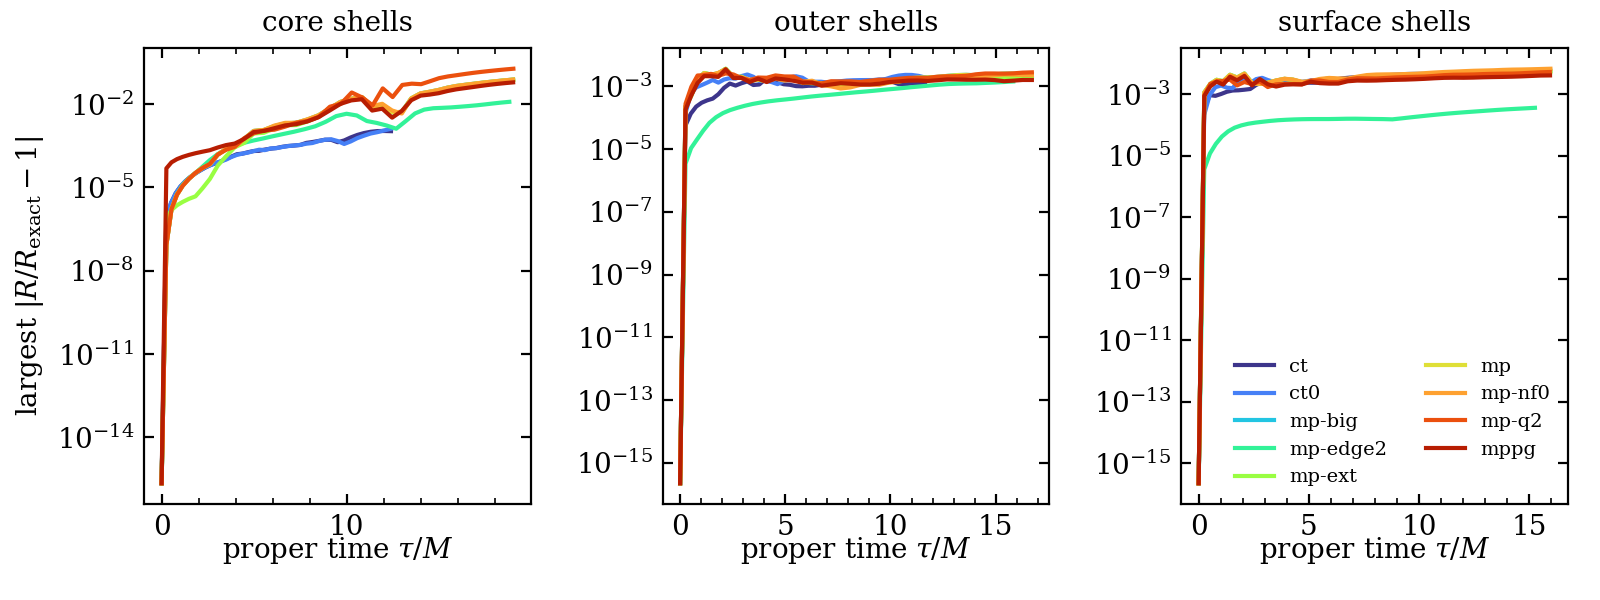 core shells
outer shells
surface shells
largest |R/R_exact − 1|
10^−2
10^−5
10^−8
10^−11
10^−14
0
10
proper time τ/M
10^−3
10^−5
10^−7
10^−9
10^−11
10^−13
10^−15
0
5
10
15
proper time τ/M
10^−3
10^−5
10^−7
10^−9
10^−11
10^−13
10^−15
0
5
10
15
proper time τ/M
ct
ct0
mp-big
mp-edge2
mp-ext
mp
mp-nf0
mp-q2
mppg